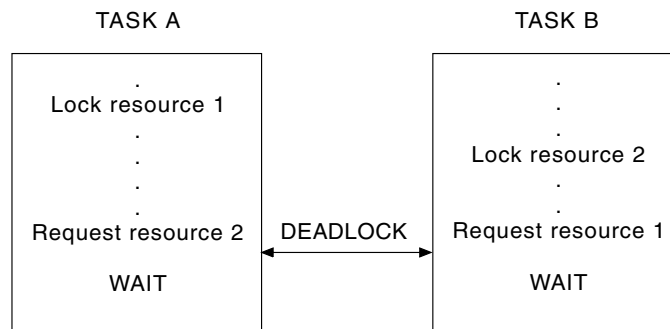 TASK A
.
Lock resource 1
.
.
.
.
Request resource 2
WAIT
DEADLOCK
TASK B
.
.
.
Lock resource 2
.
.
Request resource 1
WAIT